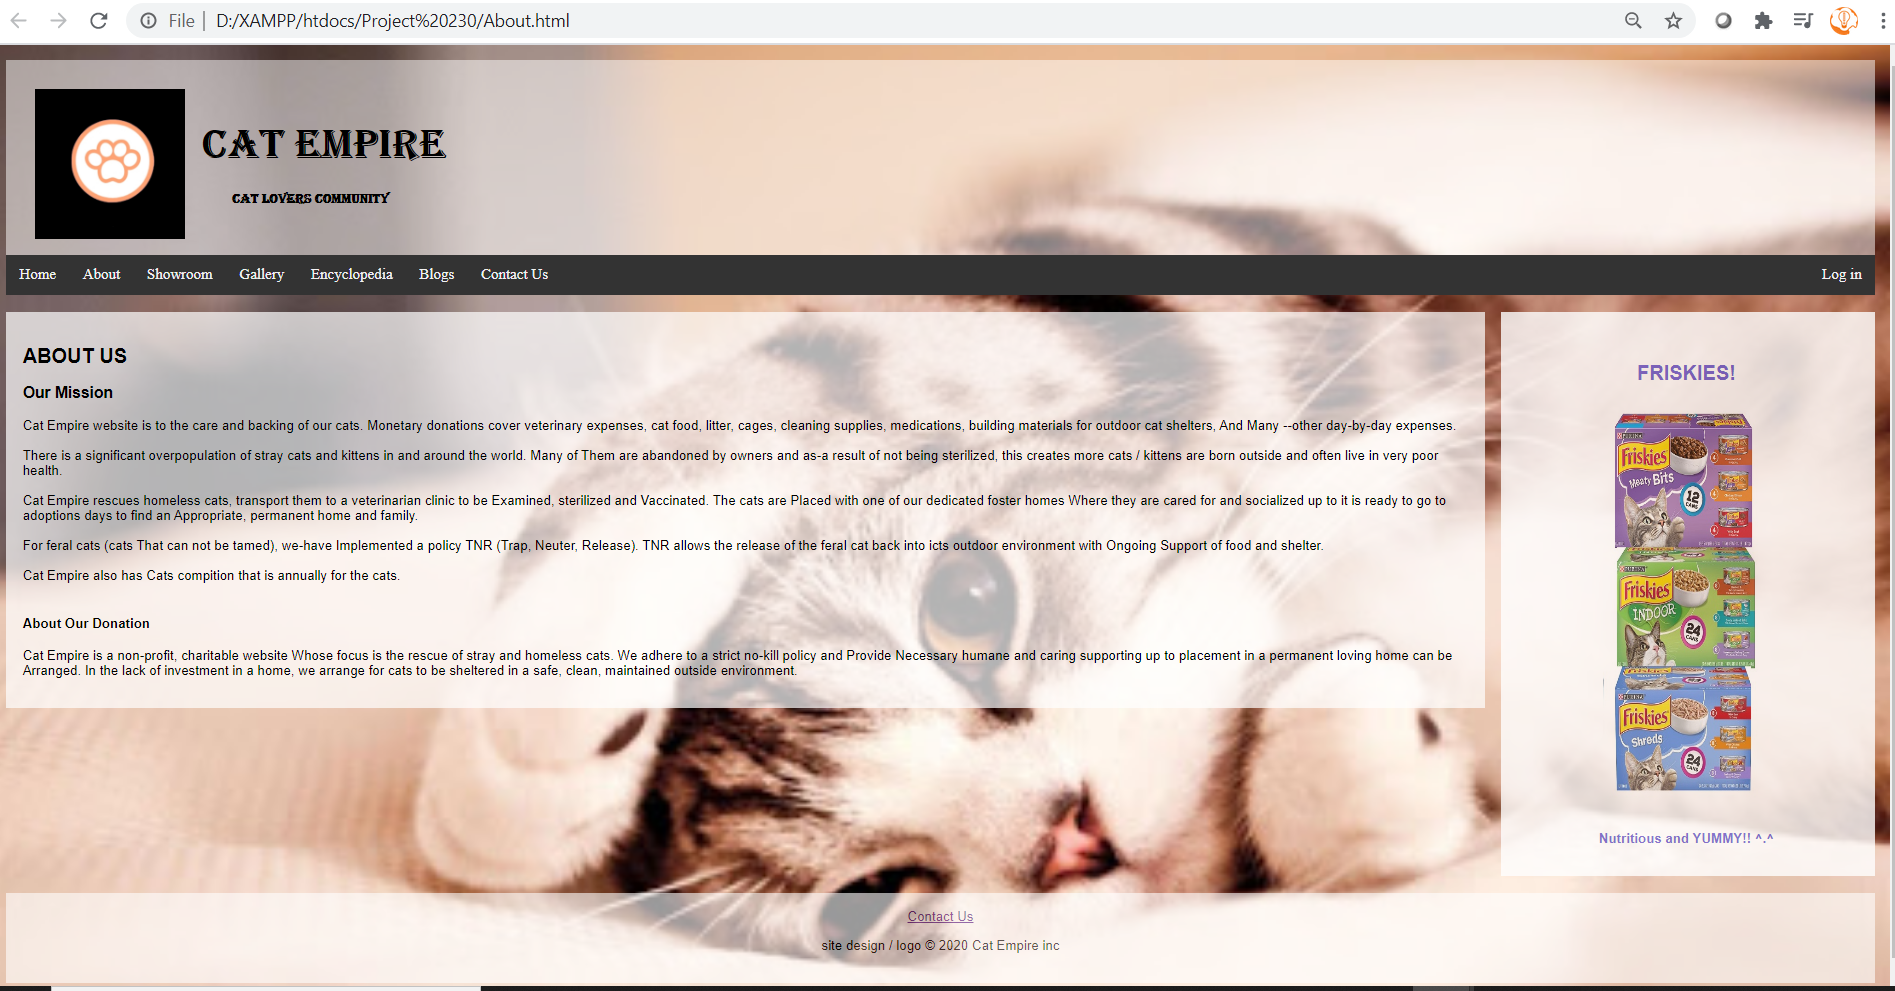 File | D:/XAMPP/htdocs/Project%20230/About.html
CAT EMPIRE
CAT LOVERS COMMUNITY
Home About Showroom Gallery Encyclopedia Blogs Contact Us Log in
ABOUT US
Our Mission
Cat Empire website is to the care and backing of our cats. Monetary donations cover veterinary expenses, cat food, litter, cages, cleaning supplies, medications, building materials for outdoor cat shelters, And Many --other day-by-day expenses.
There is a significant overpopulation of stray cats and kittens in and around the world. Many of Them are abandoned by owners and as-a result of not being sterilized, this creates more cats / kittens are born outside and often live in very poor
health.
Cat Empire rescues homeless cats, transport them to a veterinarian clinic to be Examined, sterilized and Vaccinated. The cats are Placed with one of our dedicated foster homes Where they are cared for and socialized up to it is ready to go to
adoptions days to find an Appropriate, permanent home and family.
For feral cats (cats That can not be tamed), we-have Implemented a policy TNR (Trap, Neuter, Release). TNR allows the release of the feral cat back into icts outdoor environment with Ongoing Support of food and shelter.
Cat Empire also has Cats compition that is annually for the cats.
About Our Donation
Cat Empire is a non-profit, charitable website Whose focus is the rescue of stray and homeless cats. We adhere to a strict no-kill policy and Provide Necessary humane and caring supporting up to placement in a permanent loving home can be
Arranged. In the lack of investment in a home, we arrange for cats to be sheltered in a safe, clean, maintained outside environment.
FRISKIES!
PURINA
Friskies
Meaty Bits
12
CANS
Friskies
INDOOR
24
CANS
Friskies
Shreds
24
CANS
Nutritious and YUMMY!! ^.^
Contact Us
site design / logo © 2020 Cat Empire inc